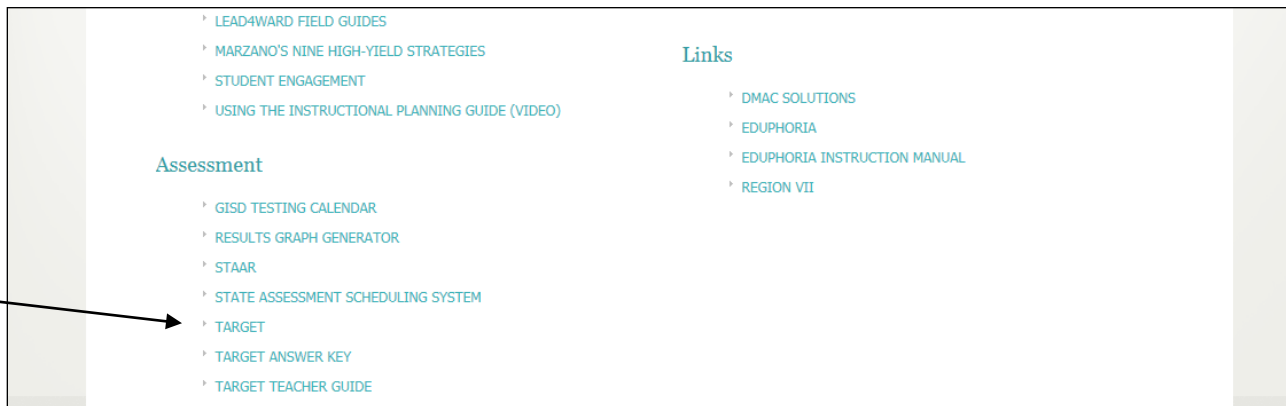 LEAD4WARD FIELD GUIDES
MARZANO'S NINE HIGH-YIELD STRATEGIES
STUDENT ENGAGEMENT
USING THE INSTRUCTIONAL PLANNING GUIDE (VIDEO)
Assessment
GISD TESTING CALENDAR
RESULTS GRAPH GENERATOR
STAAR
STATE ASSESSMENT SCHEDULING SYSTEM
TARGET
TARGET ANSWER KEY
TARGET TEACHER GUIDE
Links
DMAC SOLUTIONS
EDUPHORIA
EDUPHORIA INSTRUCTION MANUAL
REGION VII